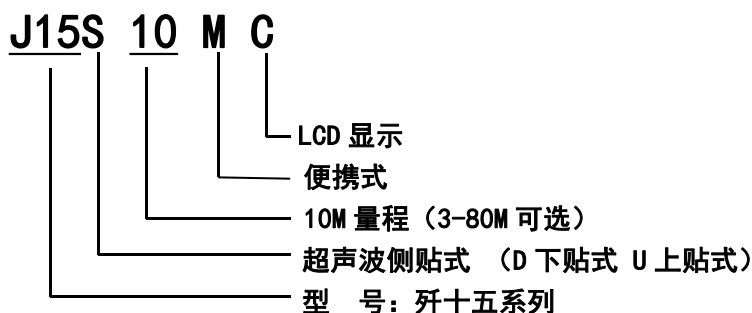 J15S 10 M C
LCD 显示
便携式
10M 量程（3-80M 可选）
超声波侧贴式 （D 下贴式 U 上贴式）
型 号：歼十五系列